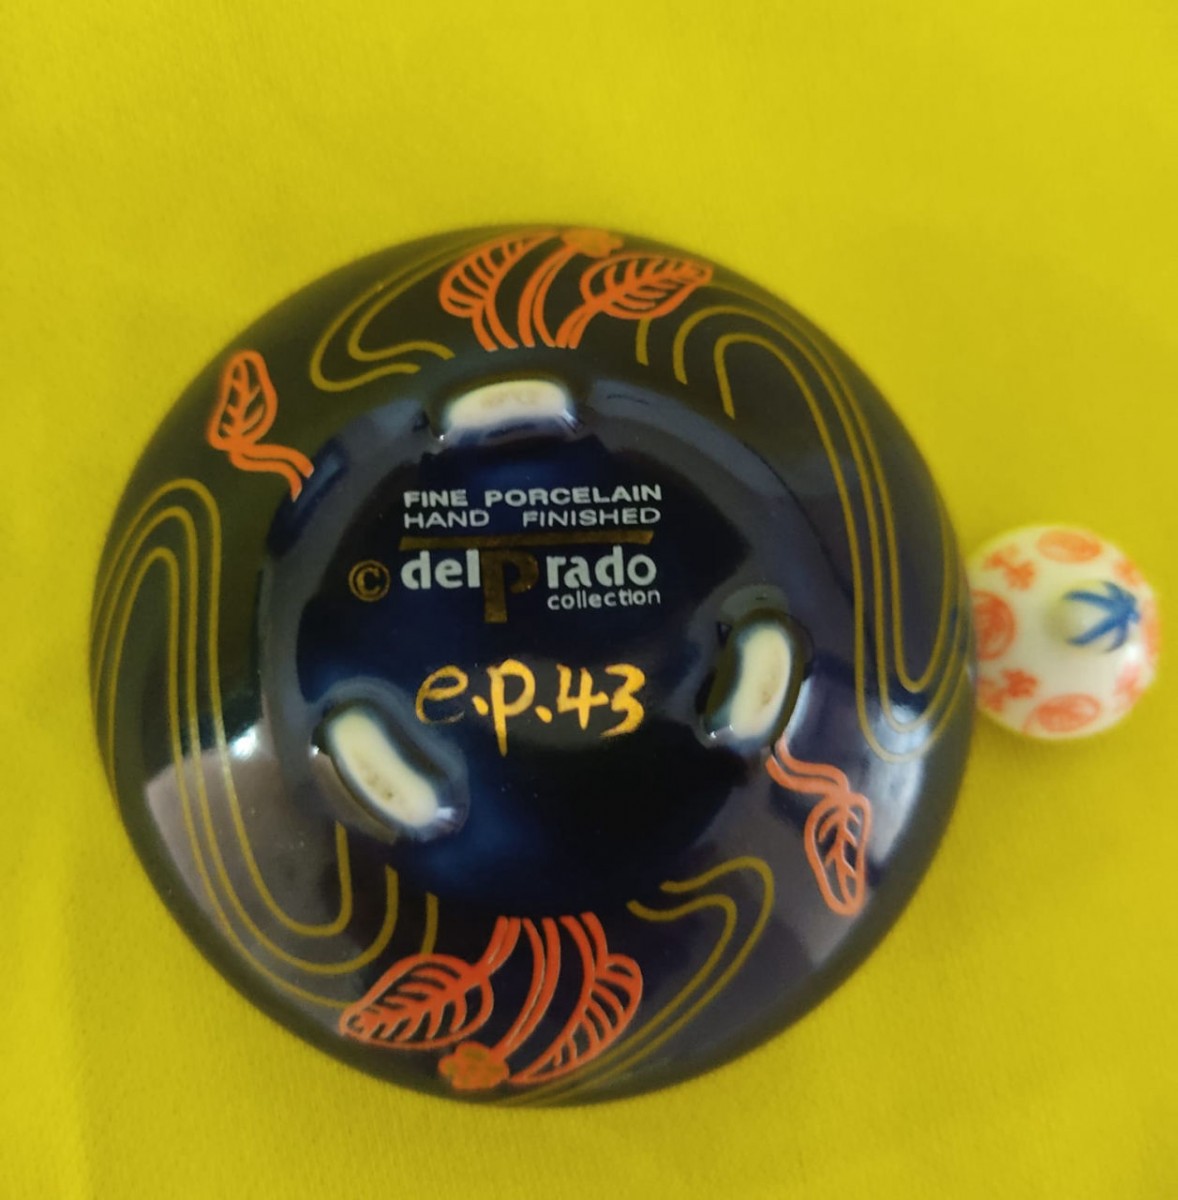 FINE PORCELAIN
HAND FINISHED
© delPrado
collection
e.p.43